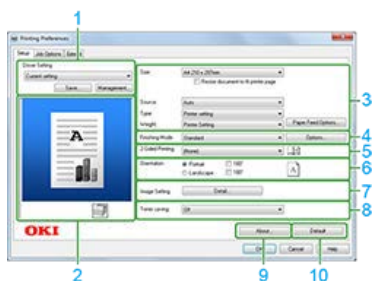 1
Printing Preferences
Setup Job Options
Driver Setting
Current setting
Save Management
Size A4 210 x 297mm
Resize document to fit printer page
3
Source Auto
Type Printer setting
Weight Printer Setting Paper Feed Options...
Finishing Mode Standard Options... 4
2-Sided Printing (None) 5
Orientation Portrait 180° 6
Landscape 180°
A
A
Image Setting Detail... 7
Toner saving Off 8
OKI
About... Default
OK Cancel Help
2 9 10